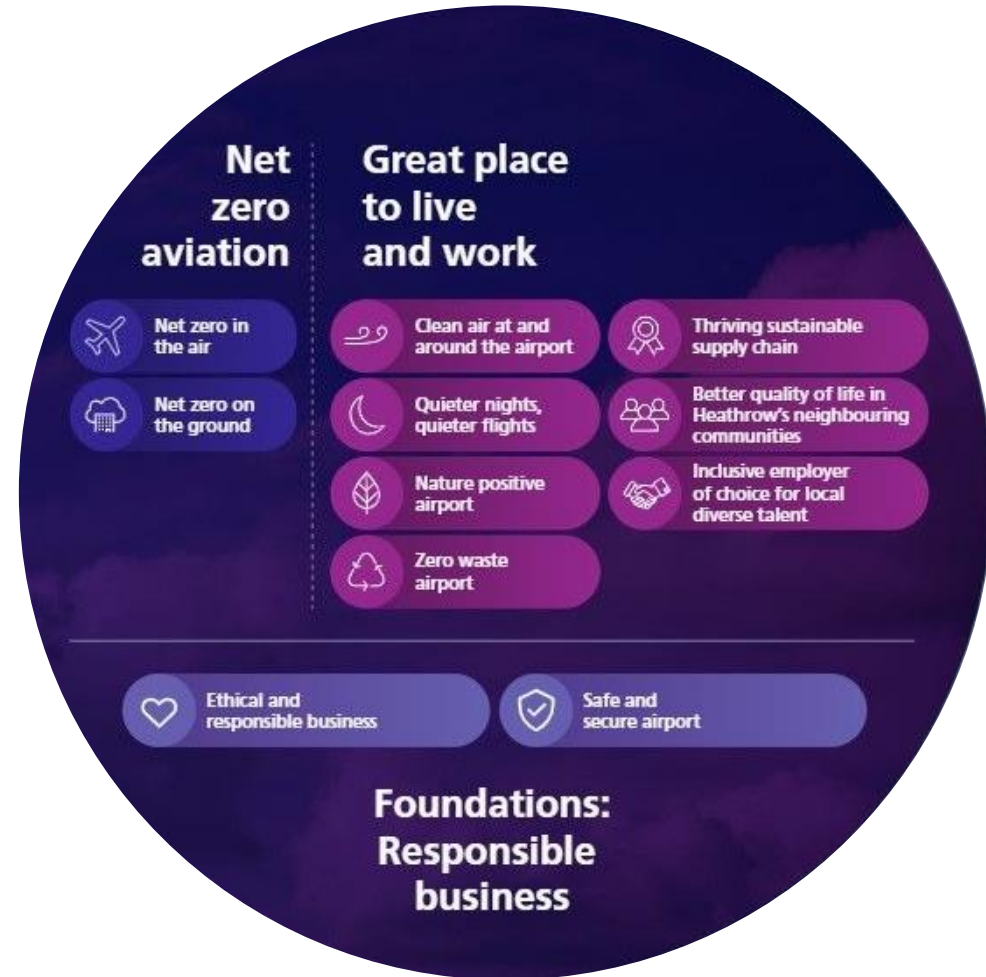 Net
zero
aviation
Net zero in
the air
Net zero on
the ground
Great place
to live
and work
Clean air at and
around the airport
Quieter nights,
quieter flights
Nature positive
airport
Zero waste
airport
Thriving sustainable
supply chain
Better quality of life in
Heathrow's neighbouring
communities
Inclusive employer
of choice for local
diverse talent
Ethical and
responsible business
Safe and
secure airport
Foundations:
Responsible
business